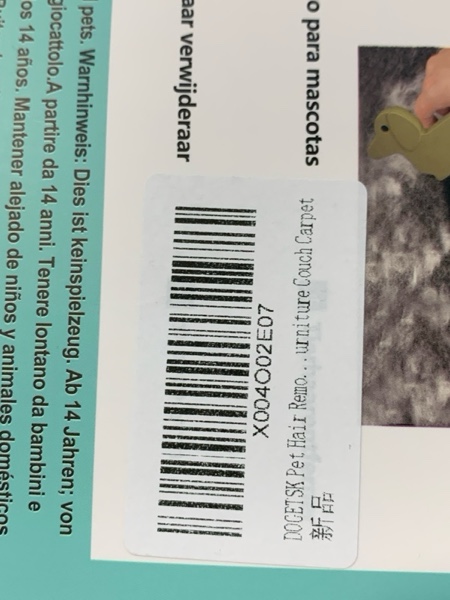 o para mascotas
aar verwijderaar
X004O02E07
DOGETSK Pet Hair Remo...urniture Couch Carpet
新品
pets. Warnhinweis: Dies ist keinspielzeug. Ab 14 Jahren; von
giocattolo.A partire da 14 anni. Tenere lontano da bambini e
os 14 años. Mantener alejado de niños y animales domésticos